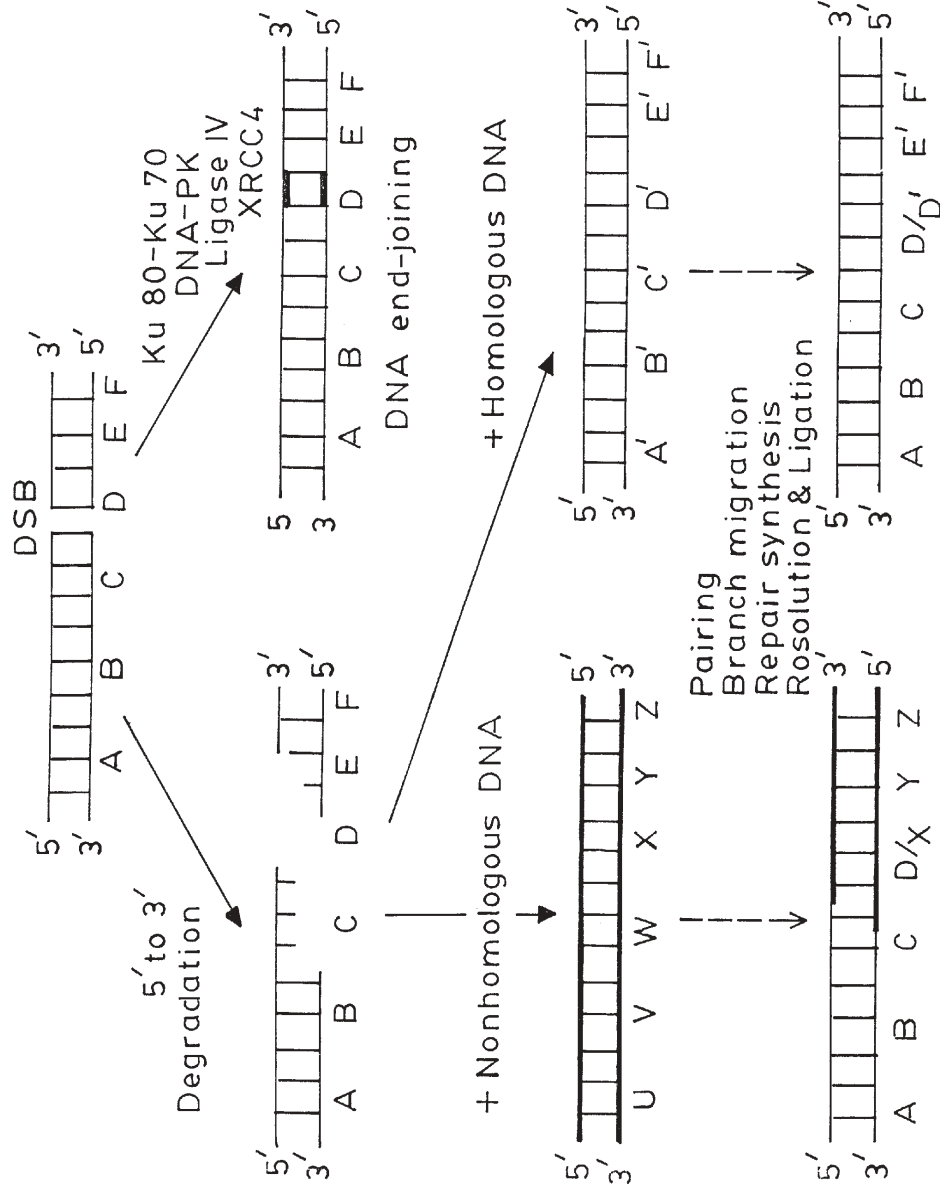 DSB
5′ 3′
3′ 5′
A B C D E F
5′ to 3′
Degradation
Ku 80-Ku 70
DNA-PK
Ligase IV
XRCC4
5′ 3′
3′ 5′
A B C D E F
5′ 3′
3′ 5′
A B C D E F
DNA end-joining
+ Nonhomologous DNA
+ Homologous DNA
5′ 5′
3′ 3′
U V W X Y Z
5′ 3′
3′ 5′
A′ B′ C′ D′ E′ F′
Pairing
Branch migration
Repair synthesis
Rosolution & Ligation
5′ 3′
3′ 5′
A B C D/X Y Z
5′ 3′
3′ 5′
A B C D/D′ E′ F′